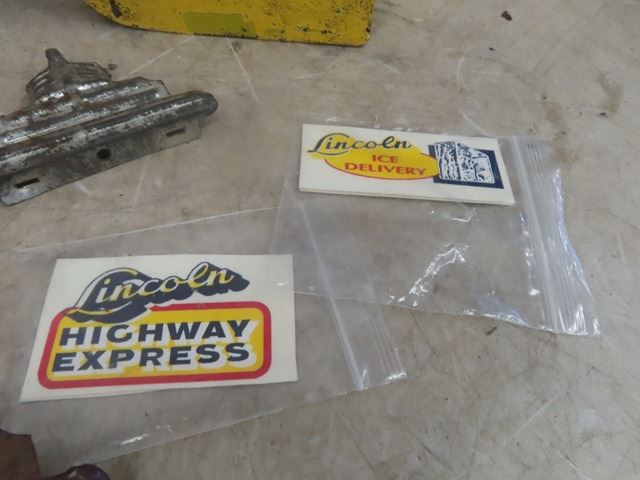 Lincoln
ICE
DELIVERY
Lincoln
HIGHWAY
EXPRESS